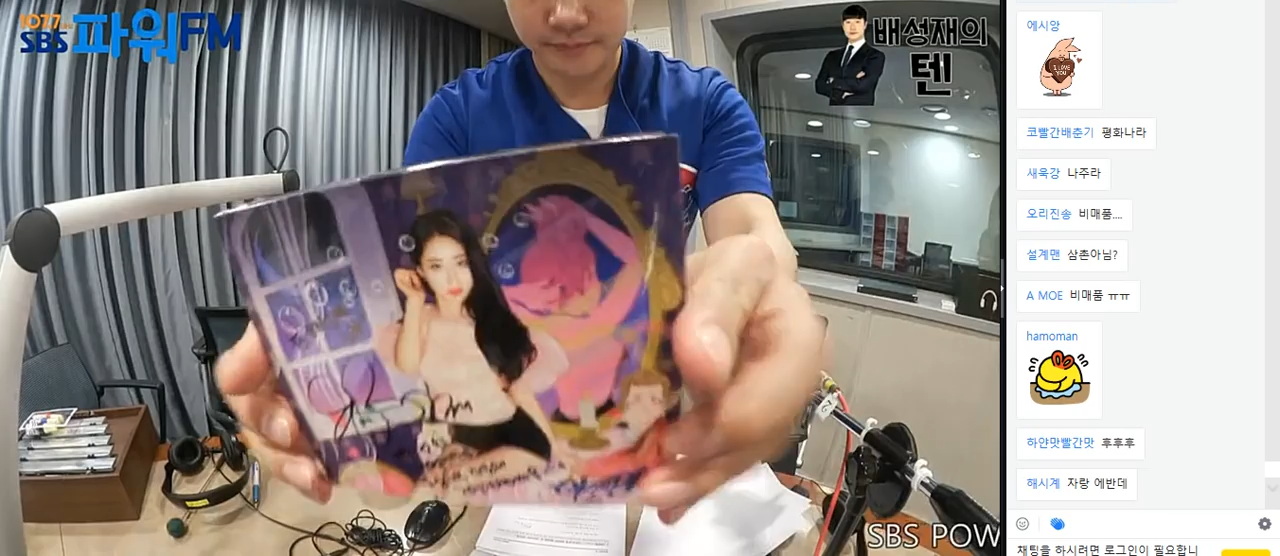 1077
SBS 파워FM
배성재의
텐
SBS POW
에시앙
I LOVE
YOU
코빨간배춘기 평화나라
새욱강 나주라
오리진송 비매품....
설계맨 삼촌아님?
A MOE 비매품 ㅠㅠ
hamoman
하얀맛빨간맛 후후후
해시계 자랑 에반데
채팅을 하시려면 로그인이 필요합니